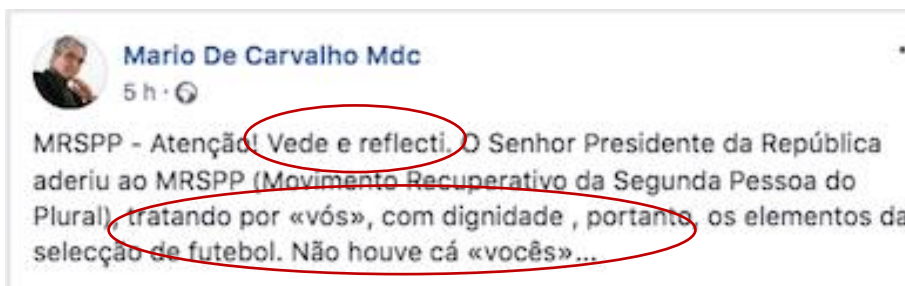 Mario De Carvalho Mdc
5 h ·
MRSPP - Atenção! Vede e reflecti. O Senhor Presidente da República
aderiu ao MRSPP (Movimento Recuperativo da Segunda Pessoa do
Plural), tratando por «vós», com dignidade , portanto, os elementos da
selecção de futebol. Não houve cá «vocês»...